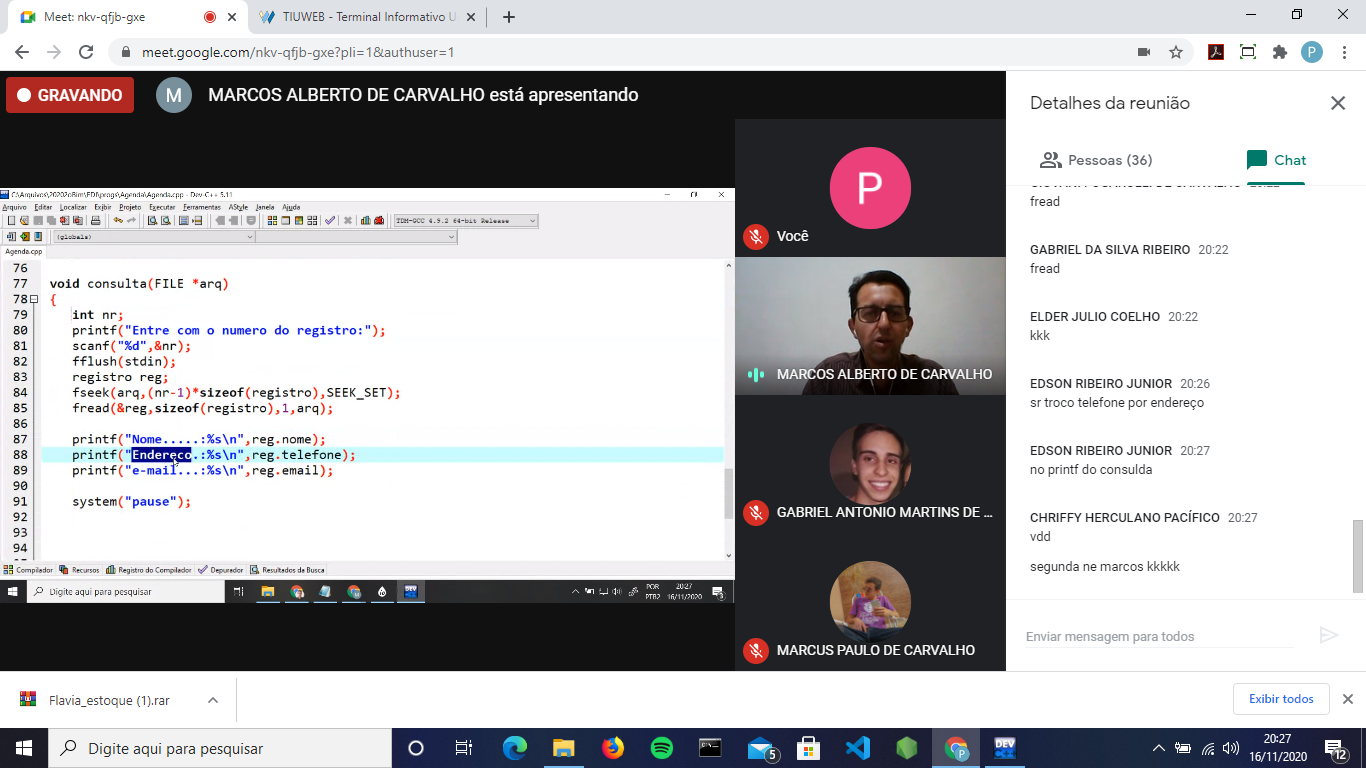 Meet: nkv-qfjb-gxe
TIUWEB - Terminal Informativo U
meet.google.com/nkv-qfjb-gxe?pli=1&authuser=1
P
GRAVANDO
M
MARCOS ALBERTO DE CARVALHO está apresentando
C:\Arquivos\20202oBim\EDI\progs\Agenda\Agenda.cpp - Dev-C++ 5.11
Arquivo Editar Localizar Exibir Projeto Executar Ferramentas AStyle Janela Ajuda
TDM-GCC 4.9.2 64-bit Release
(globals)
Agenda.cpp
76
77 void consulta(FILE *arq)
78 {
79 int nr;
80 printf("Entre com o numero do registro:");
81 scanf("%d",&nr);
82 fflush(stdin);
83 registro reg;
84 fseek(arq,(nr-1)*sizeof(registro),SEEK_SET);
85 fread(&reg,sizeof(registro),1,arq);
86
87 printf("Nome.....:%s\n",reg.nome);
88 printf("Endereço.:%s\n",reg.telefone);
89 printf("e-mail...:%s\n",reg.email);
90
91 system("pause");
92
93
94
Compilador Recursos Registro do Compilador Depurador Resultados da Busca
Digite aqui para pesquisar
POR
PTB2
20:27
16/11/2020
3
P
Você
MARCOS ALBERTO DE CARVALHO
GABRIEL ANTONIO MARTINS DE ...
MARCUS PAULO DE CARVALHO
Detalhes da reunião
Pessoas (36)
Chat
fread
GABRIEL DA SILVA RIBEIRO 20:22
fread
ELDER JULIO COELHO 20:22
kkk
EDSON RIBEIRO JUNIOR 20:26
sr troco telefone por endereço
EDSON RIBEIRO JUNIOR 20:27
no printf do consulda
CHRIFFY HERCULANO PACÍFICO 20:27
vdd
segunda ne marcos kkkkk
Enviar mensagem para todos
Flavia_estoque (1).rar
Exibir todos
Digite aqui para pesquisar
5
P
DEV
C++
20:27
16/11/2020
12